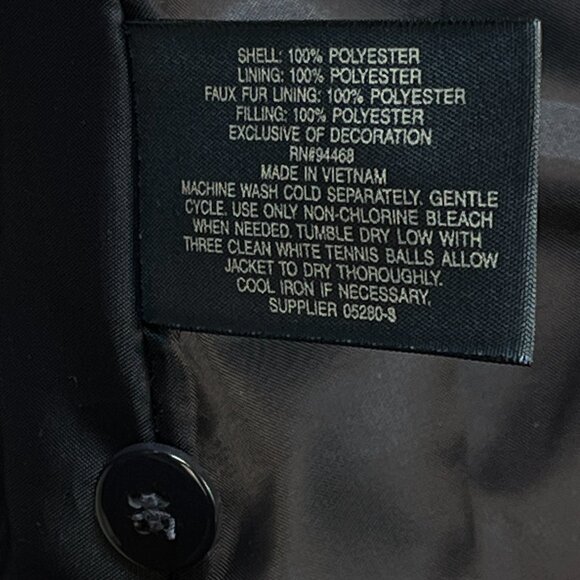 SHELL: 100% POLYESTER
LINING: 100% POLYESTER
FAUX FUR LINING: 100% POLYESTER
FILLING: 100% POLYESTER
EXCLUSIVE OF DECORATION
RN#94468
MADE IN VIETNAM
MACHINE WASH COLD SEPARATELY. GENTLE
CYCLE. USE ONLY NON-CHLORINE BLEACH
WHEN NEEDED. TUMBLE DRY LOW WITH
THREE CLEAN WHITE TENNIS BALLS ALLOW
JACKET TO DRY THOROUGHLY.
COOL IRON IF NECESSARY.
SUPPLIER 05280-S